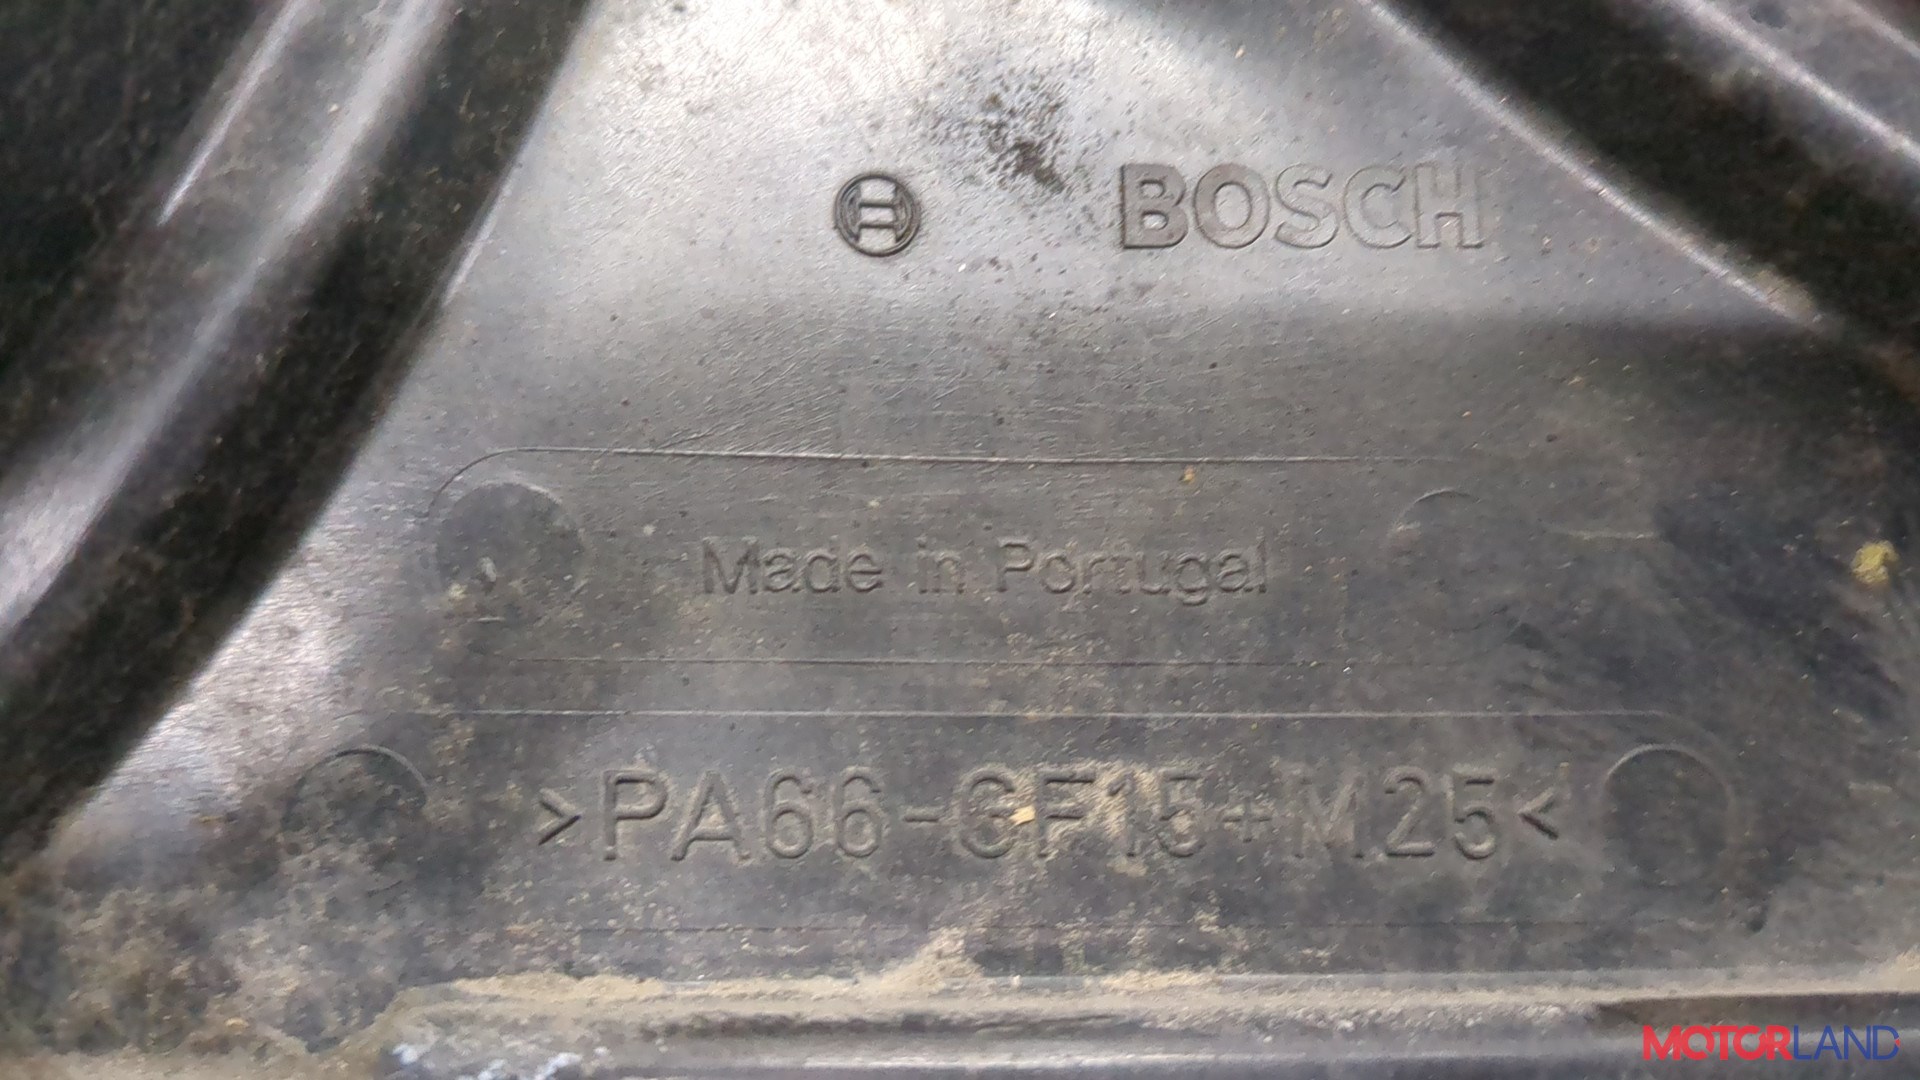 BOSCH
Made in Portugal
>PA66-GF15+M25<
MOTORLAND